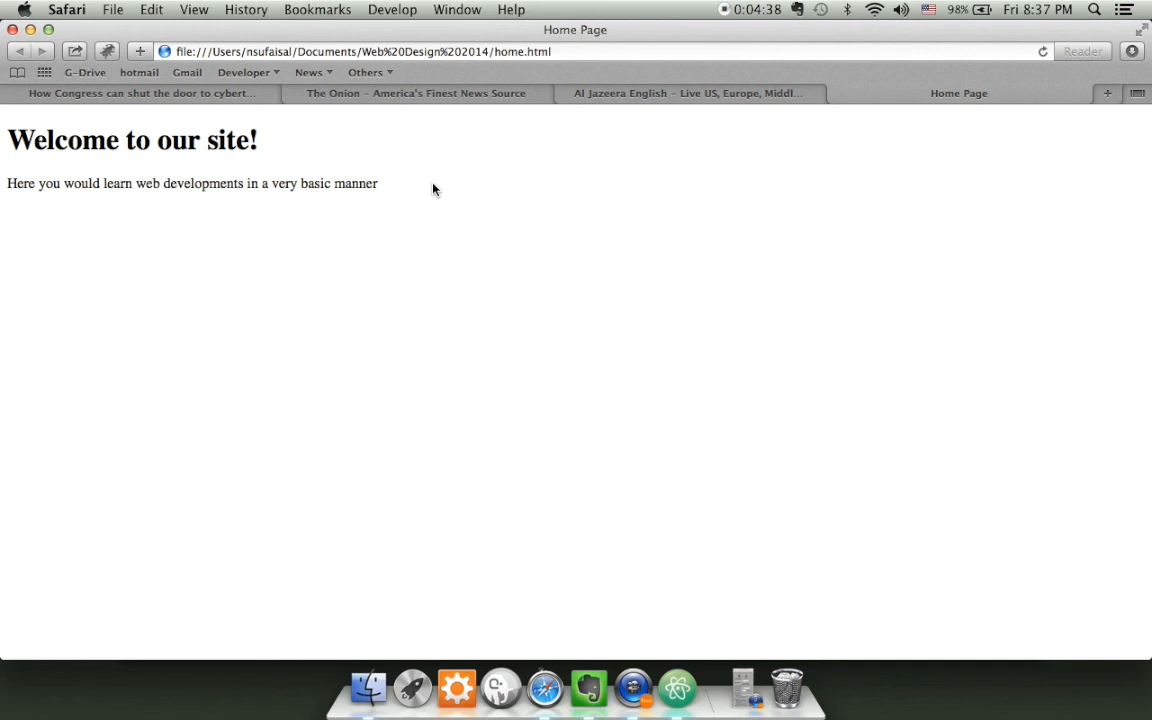 Safari File Edit View History Bookmarks Develop Window Help 0:04:38 98% Fri 8:37 PM
Home Page
file:///Users/nsufaisal/Documents/Web%20Design%202014/home.html Reader
G-Drive hotmail Gmail Developer News Others
How Congress can shut the door to cybert... The Onion – America's Finest News Source Al Jazeera English – Live US, Europe, Middl... Home Page
Welcome to our site!
Here you would learn web developments in a very basic manner